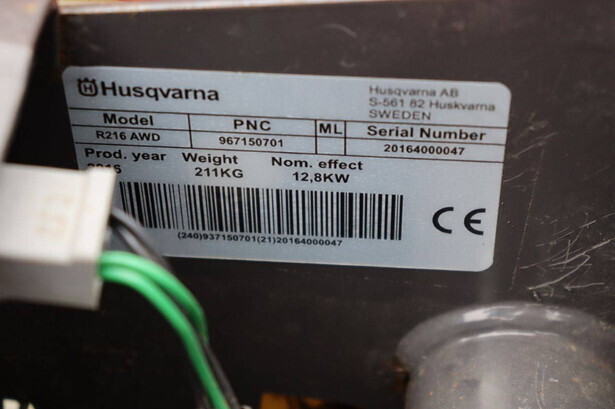 Husqvarna
Husqvarna AB
S-561 82 Huskvarna
SWEDEN
Model PNC ML Serial Number
R216 AWD 967150701 20164000047
Prod. year Weight Nom. effect
211KG 12,8KW
(240)937150701(21)20164000047
CE